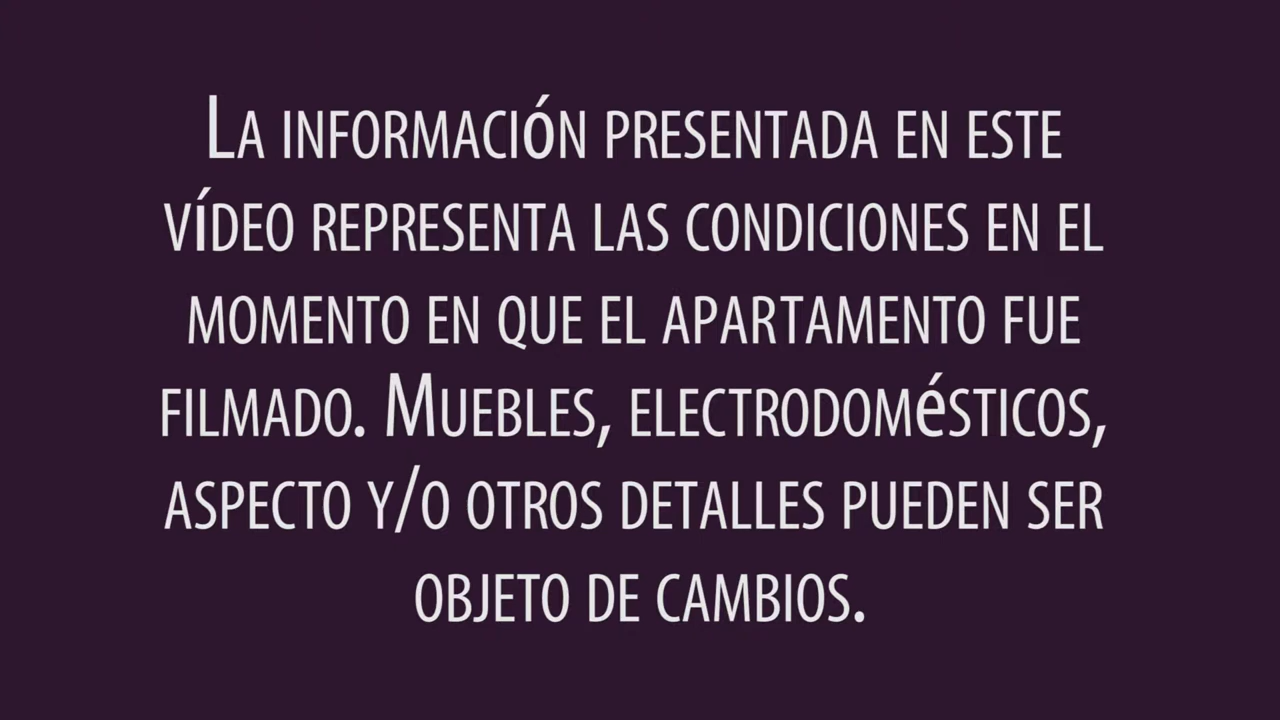 La información presentada en este
vídeo representa las condiciones en el
momento en que el apartamento fue
filmado. Muebles, electrodomésticos,
aspecto y/o otros detalles pueden ser
objeto de cambios.